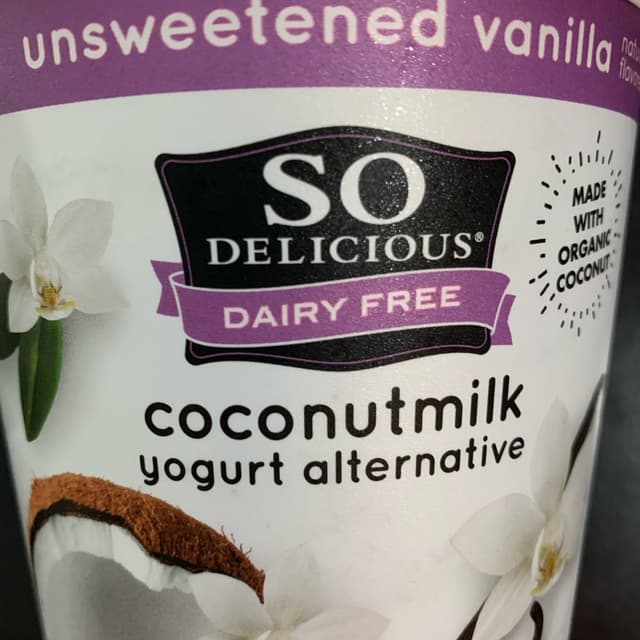 unsweetened vanilla
SO
DELICIOUS®
DAIRY FREE
MADE
WITH
ORGANIC
COCONUT
coconutmilk
yogurt alternative